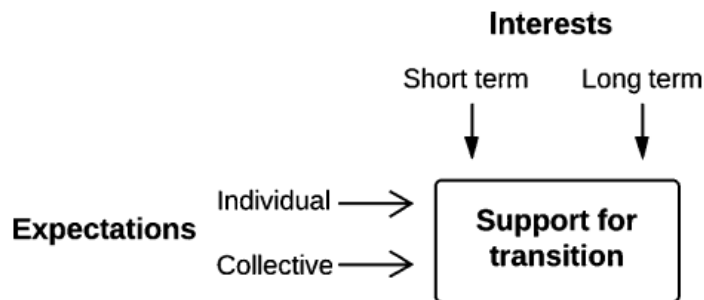 Interests
Short term Long term
Individual
Expectations
Collective
Support for
transition